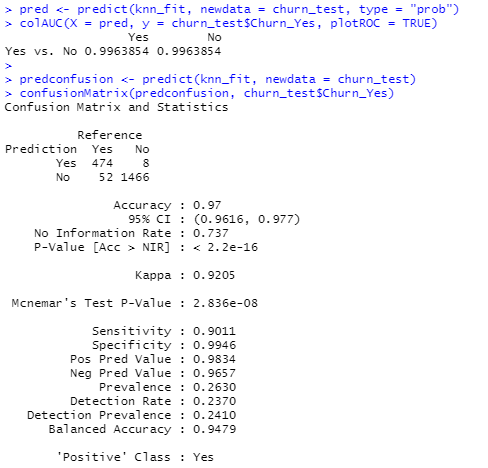 > pred <- predict(knn_fit, newdata = churn_test, type = "prob")
> colAUC(X = pred, y = churn_test$Churn_Yes, plotROC = TRUE)
                 Yes        No
Yes vs. No 0.9963854 0.9963854
>
> predconfusion <- predict(knn_fit, newdata = churn_test)
> confusionMatrix(predconfusion, churn_test$Churn_Yes)
Confusion Matrix and Statistics

          Reference
Prediction  Yes   No
       Yes  474    8
       No    52 1466

               Accuracy : 0.97
                 95% CI : (0.9616, 0.977)
    No Information Rate : 0.737
    P-Value [Acc > NIR] : < 2.2e-16

                  Kappa : 0.9205

 Mcnemar's Test P-Value : 2.836e-08

            Sensitivity : 0.9011
            Specificity : 0.9946
         Pos Pred Value : 0.9834
         Neg Pred Value : 0.9657
             Prevalence : 0.2630
         Detection Rate : 0.2370
   Detection Prevalence : 0.2410
      Balanced Accuracy : 0.9479

       'Positive' Class : Yes